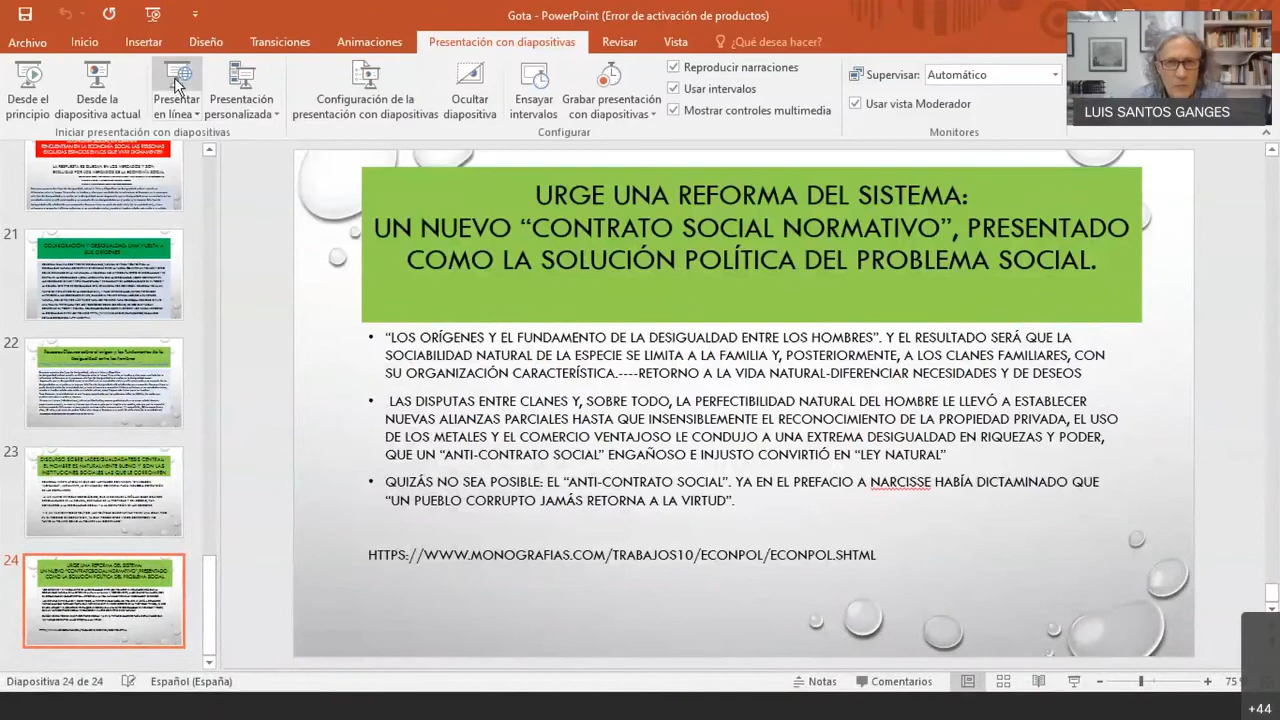 Gota - PowerPoint (Error de activación de productos)
Archivo Inicio Insertar Diseño Transiciones Animaciones Presentación con diapositivas Revisar Vista ¿Qué desea hacer?
Desde el principio
Desde la diapositiva actual
Presentar en línea
Presentación personalizada
Iniciar presentación con diapositivas
Configuración de la presentación con diapositivas
Ocultar diapositiva
Ensayar intervalos
Grabar presentación con diapositivas
Reproducir narraciones
Usar intervalos
Mostrar controles multimedia
Configurar
Supervisar: Automático
Usar vista Moderador
Monitores
LUIS SANTOS GANGES
21
22
23
24
URGE UNA REFORMA DEL SISTEMA:
UN NUEVO “CONTRATO SOCIAL NORMATIVO”, PRESENTADO
COMO LA SOLUCIÓN POLÍTICA DEL PROBLEMA SOCIAL.
• “LOS ORÍGENES Y EL FUNDAMENTO DE LA DESIGUALDAD ENTRE LOS HOMBRES”. Y EL RESULTADO SERÁ QUE LA
SOCIABILIDAD NATURAL DE LA ESPECIE SE LIMITA A LA FAMILIA Y, POSTERIORMENTE, A LOS CLANES FAMILIARES, CON
SU ORGANIZACIÓN CARACTERÍSTICA.----RETORNO A LA VIDA NATURAL-DIFERENCIAR NECESIDADES Y DE DESEOS
• LAS DISPUTAS ENTRE CLANES Y, SOBRE TODO, LA PERFECTIBILIDAD NATURAL DEL HOMBRE LE LLEVÓ A ESTABLECER
NUEVAS ALIANZAS PARCIALES HASTA QUE INSENSIBLEMENTE EL RECONOCIMIENTO DE LA PROPIEDAD PRIVADA, EL USO
DE LOS METALES Y EL COMERCIO VENTAJOSO LE CONDUJO A UNA EXTREMA DESIGUALDAD EN RIQUEZAS Y PODER,
QUE UN “ANTI-CONTRATO SOCIAL” ENGAÑOSO E INJUSTO CONVIRTIÓ EN “LEY NATURAL”
• QUIZÁS NO SEA POSIBLE: EL “ANTI-CONTRATO SOCIAL”. YA EN EL PREFACIO A NARCISSE HABÍA DICTAMINADO QUE
“UN PUEBLO CORRUPTO JAMÁS RETORNA A LA VIRTUD”.
HTTPS://WWW.MONOGRAFIAS.COM/TRABAJOS10/ECONPOL/ECONPOL.SHTML
Diapositiva 24 de 24 Español (España) Notas Comentarios 75
+44